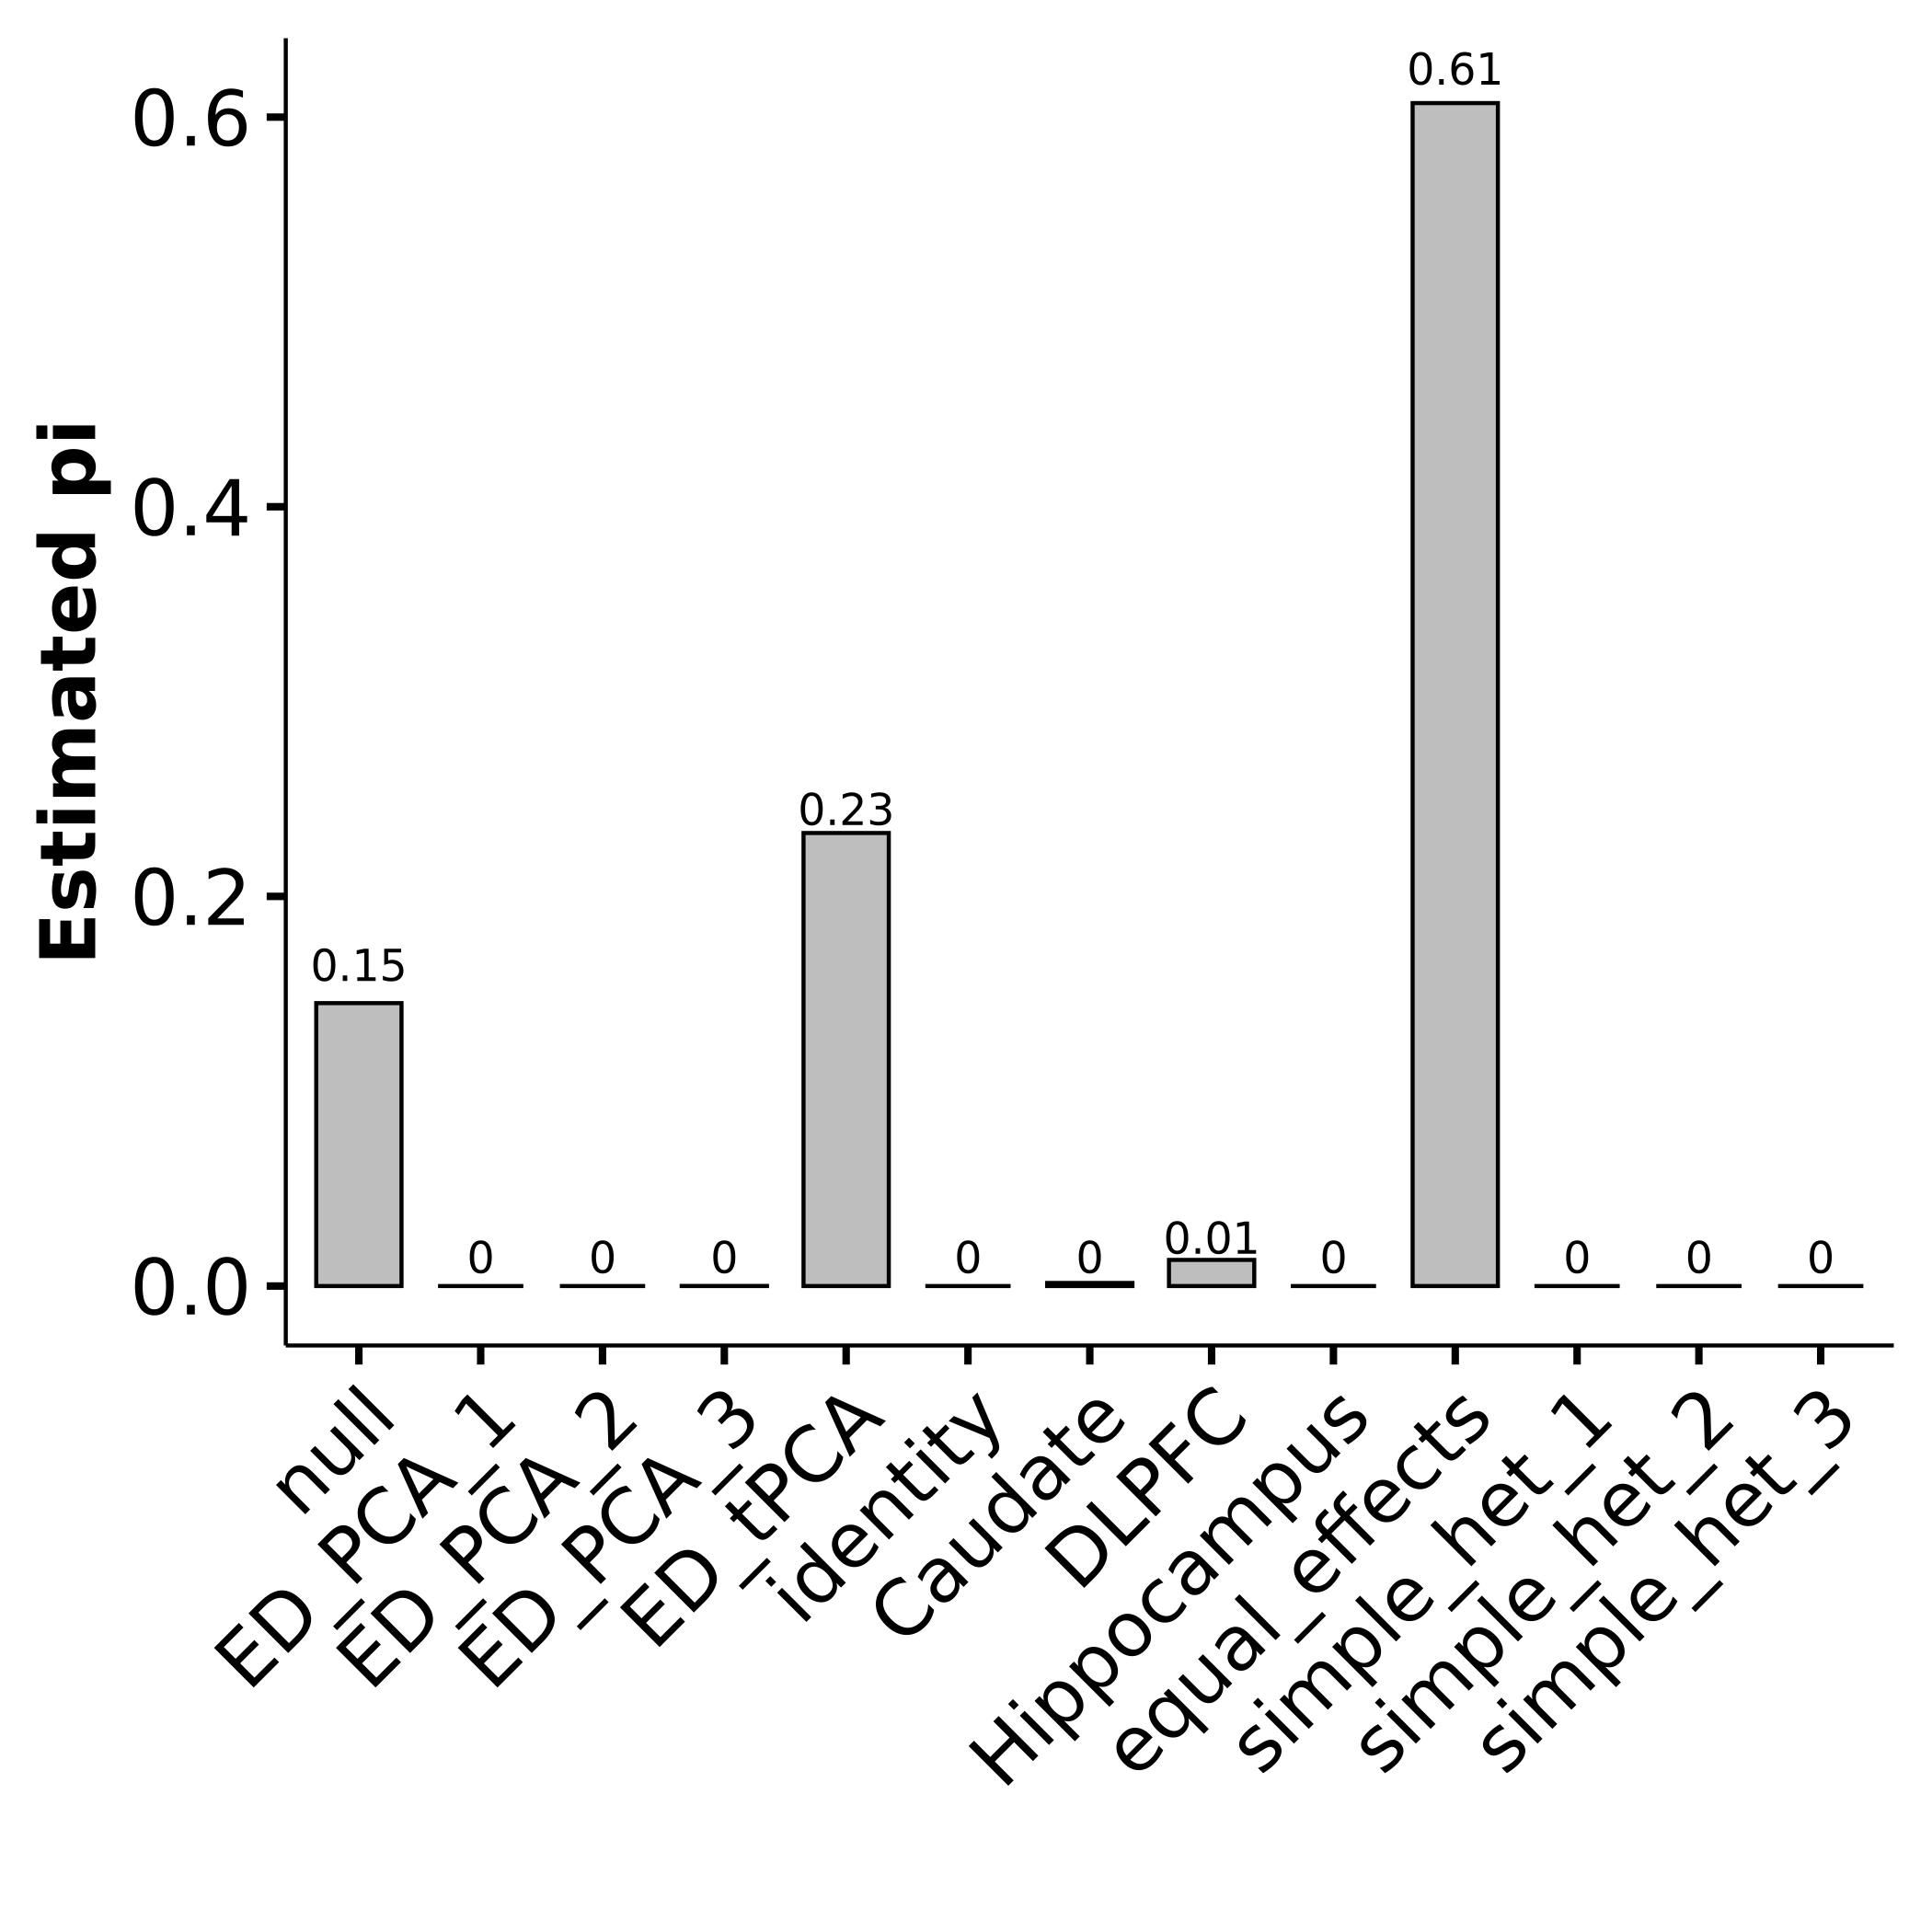 Estimated pi
0.6
0.4
0.2
0.0
0.15
0
0
0
0.23
0
0
0.01
0
0.61
0
0
0
null
ED_PCA_1
ED_PCA_2
ED_PCA_3
ED_tPCA
identity
Caudate
DLPFC
Hippocampus
equal_effects
simple_het_1
simple_het_2
simple_het_3